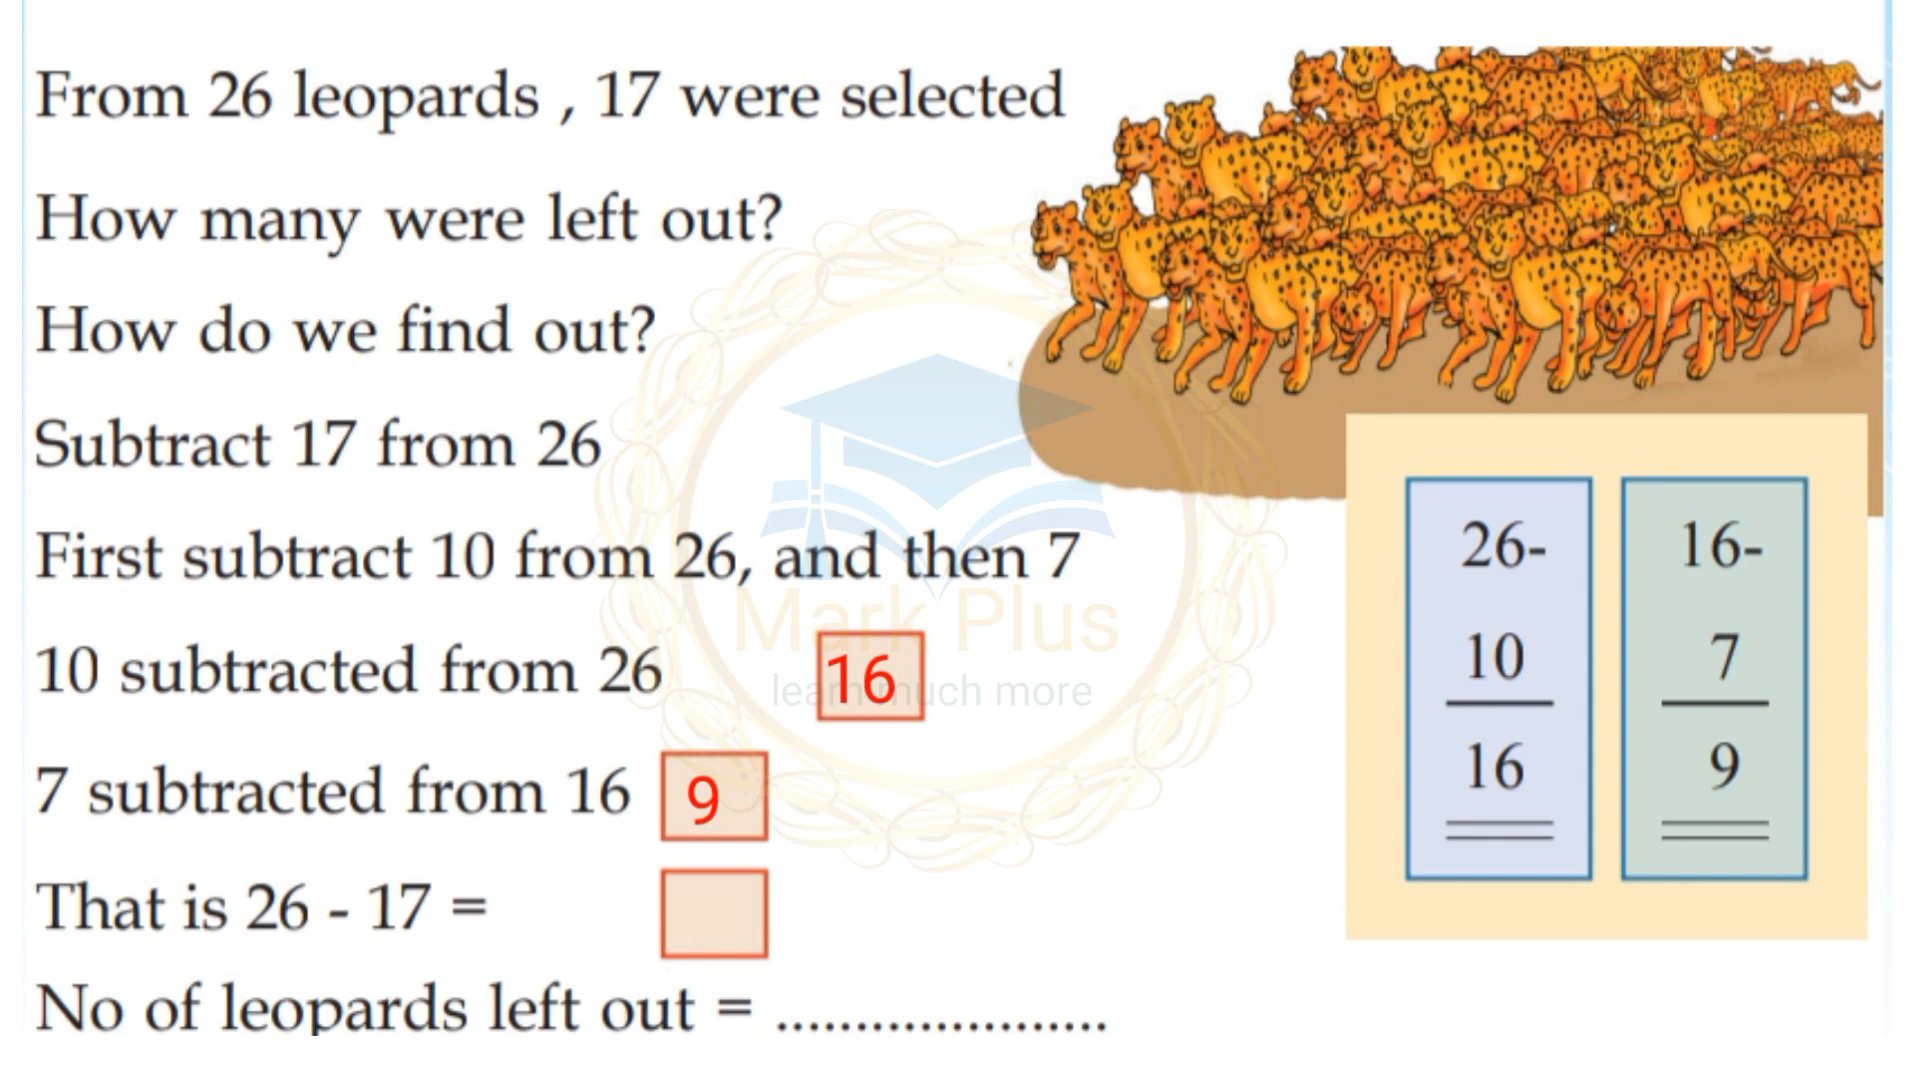 From 26 leopards , 17 were selected
How many were left out?
How do we find out?
Subtract 17 from 26
First subtract 10 from 26, and then 7
Mark Plus
10 subtracted from 26 16
learn much more
7 subtracted from 16 9
That is 26 - 17 =
No of leopards left out = .....................
26-
10
16
16-
7
9